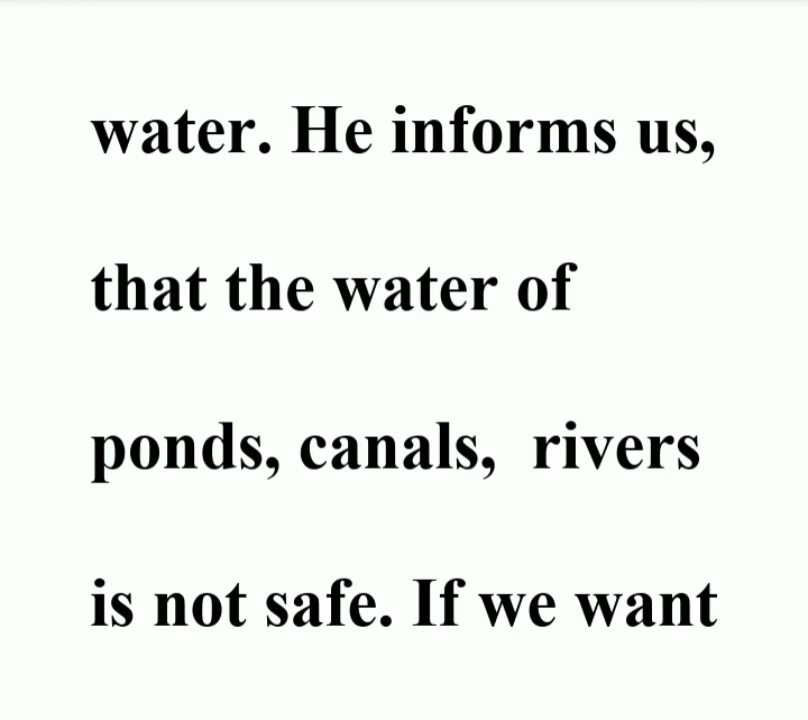 water. He informs us,
that the water of
ponds, canals,  rivers
is not safe. If we want